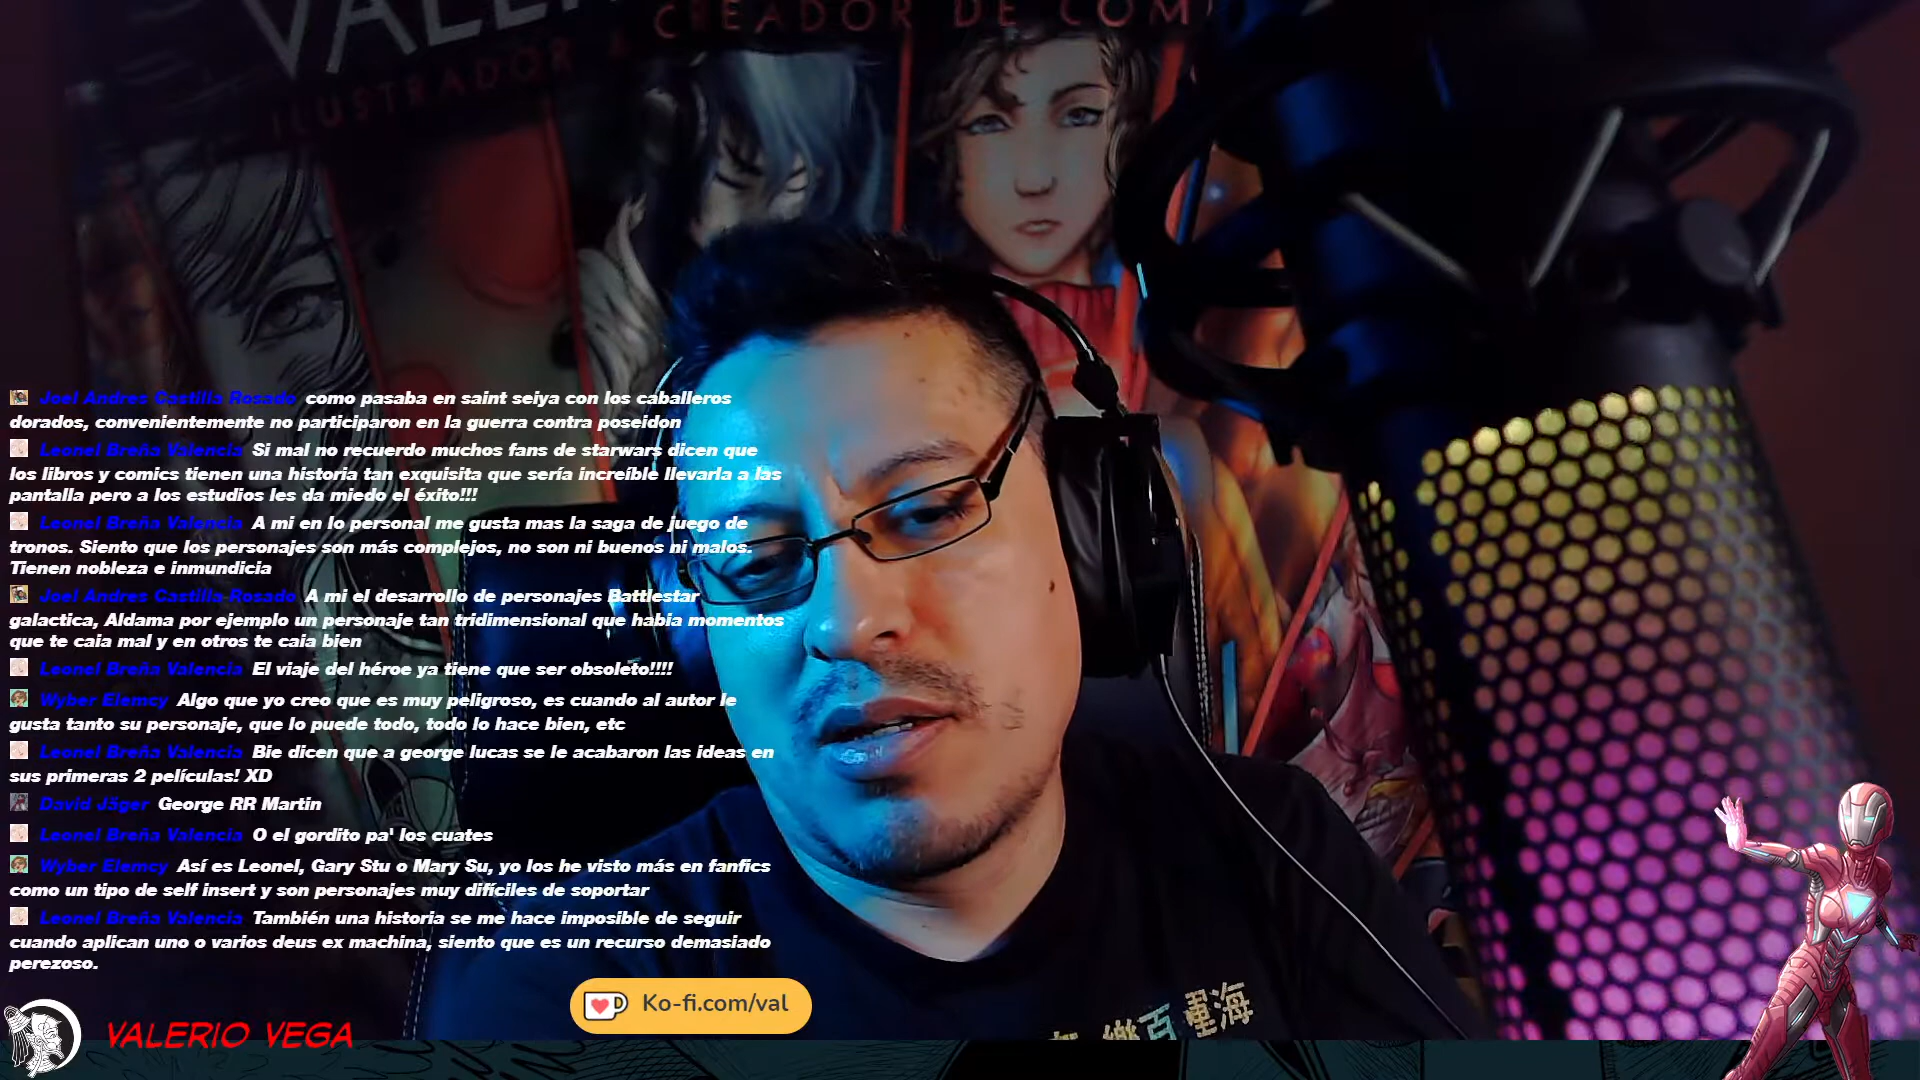 CREADOR DE COM
ILUSTRADOR &
Joel Andres Castilla Rosado como pasaba en saint seiya con los caballeros
dorados, convenientemente no participaron en la guerra contra poseidon
Leonel Breña Valencia Si mal no recuerdo muchos fans de starwars dicen que
los libros y comics tienen una historia tan exquisita que sería increíble llevarla a las
pantalla pero a los estudios les da miedo el éxito!!!
Leonel Breña Valencia A mi en lo personal me gusta mas la saga de juego de
tronos. Siento que los personajes son más complejos, no son ni buenos ni malos.
Tienen nobleza e inmundicia
Joel Andres Castilla Rosado A mi el desarrollo de personajes Battlestar
galactica, Aldama por ejemplo un personaje tan tridimensional que habia momentos
que te caia mal y en otros te caia bien
Leonel Breña Valencia El viaje del héroe ya tiene que ser obsoleto!!!!
Wyber Elemcy Algo que yo creo que es muy peligroso, es cuando al autor le
gusta tanto su personaje, que lo puede todo, todo lo hace bien, etc
Leonel Breña Valencia Bie dicen que a george lucas se le acabaron las ideas en
sus primeras 2 películas! XD
David Jäger George RR Martin
Leonel Breña Valencia O el gordito pa' los cuates
Wyber Elemcy Así es Leonel, Gary Stu o Mary Su, yo los he visto más en fanfics
como un tipo de self insert y son personajes muy difíciles de soportar
Leonel Breña Valencia También una historia se me hace imposible de seguir
cuando aplican uno o varios deus ex machina, siento que es un recurso demasiado
perezoso.
Ko-fi.com/val
VALERIO VEGA
百重海